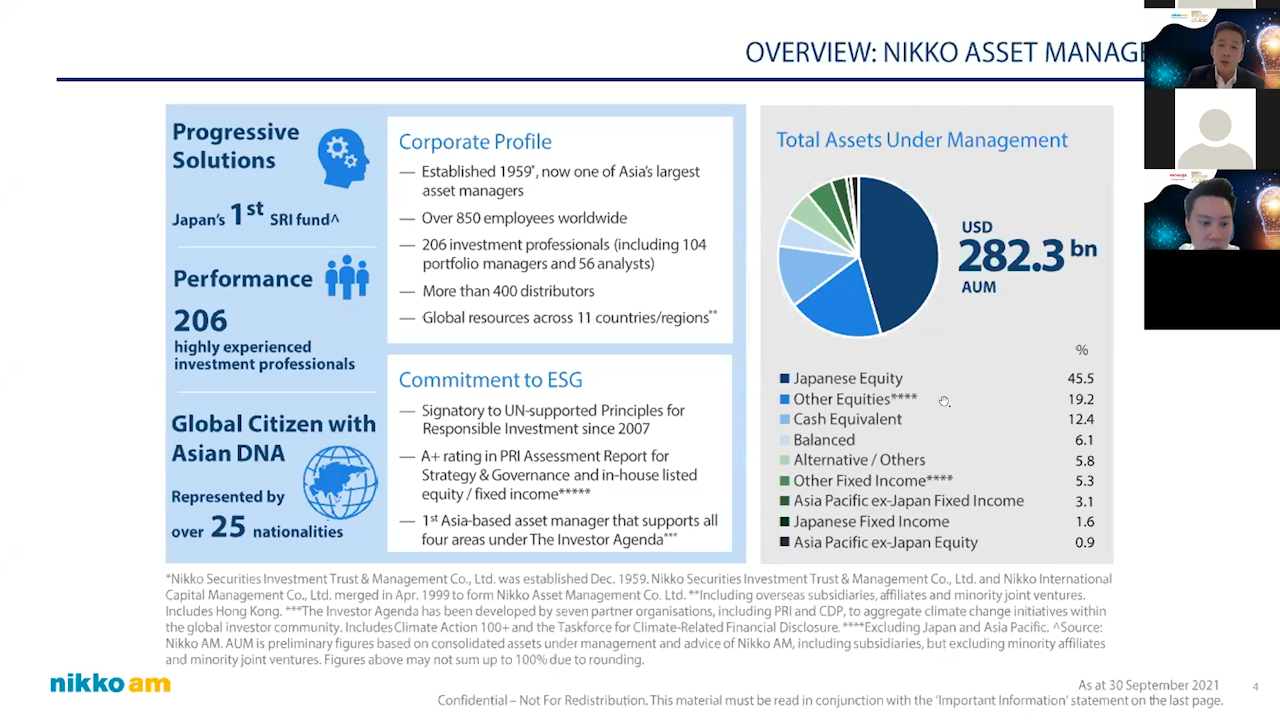 OVERVIEW: NIKKO ASSET MANAGE
Progressive
Solutions
Japan's 1st SRI fund^
Performance
206
highly experienced
investment professionals
Global Citizen with
Asian DNA
Represented by
over 25 nationalities
Corporate Profile
— Established 1959*, now one of Asia's largest
asset managers
— Over 850 employees worldwide
— 206 investment professionals (including 104
portfolio managers and 56 analysts)
— More than 400 distributors
— Global resources across 11 countries/regions**
Commitment to ESG
— Signatory to UN-supported Principles for
Responsible Investment since 2007
— A+ rating in PRI Assessment Report for
Strategy & Governance and in-house listed
equity / fixed income*****
— 1st Asia-based asset manager that supports all
four areas under The Investor Agenda***
Total Assets Under Management
USD
282.3 bn
AUM
%
Japanese Equity 45.5
Other Equities**** 19.2
Cash Equivalent 12.4
Balanced 6.1
Alternative / Others 5.8
Other Fixed Income**** 5.3
Asia Pacific ex-Japan Fixed Income 3.1
Japanese Fixed Income 1.6
Asia Pacific ex-Japan Equity 0.9
*Nikko Securities Investment Trust & Management Co., Ltd. was established Dec. 1959. Nikko Securities Investment Trust & Management Co., Ltd. and Nikko International
Capital Management Co., Ltd. merged in Apr. 1999 to form Nikko Asset Management Co. Ltd. **Including overseas subsidiaries, affiliates and minority joint ventures.
Includes Hong Kong. ***The Investor Agenda has been developed by seven partner organisations, including PRI and CDP, to aggregate climate change initiatives within
the global investor community. Includes Climate Action 100+ and the Taskforce for Climate-Related Financial Disclosure. ****Excluding Japan and Asia Pacific. ^Source:
Nikko AM. AUM is preliminary figures based on consolidated assets under management and advice of Nikko AM, including subsidiaries, but excluding minority affiliates
and minority joint ventures. Figures above may not sum up to 100% due to rounding.
nikko am
As at 30 September 2021
4
Confidential – Not For Redistribution. This material must be read in conjunction with the 'Important Information' statement on the last page.
nikko am